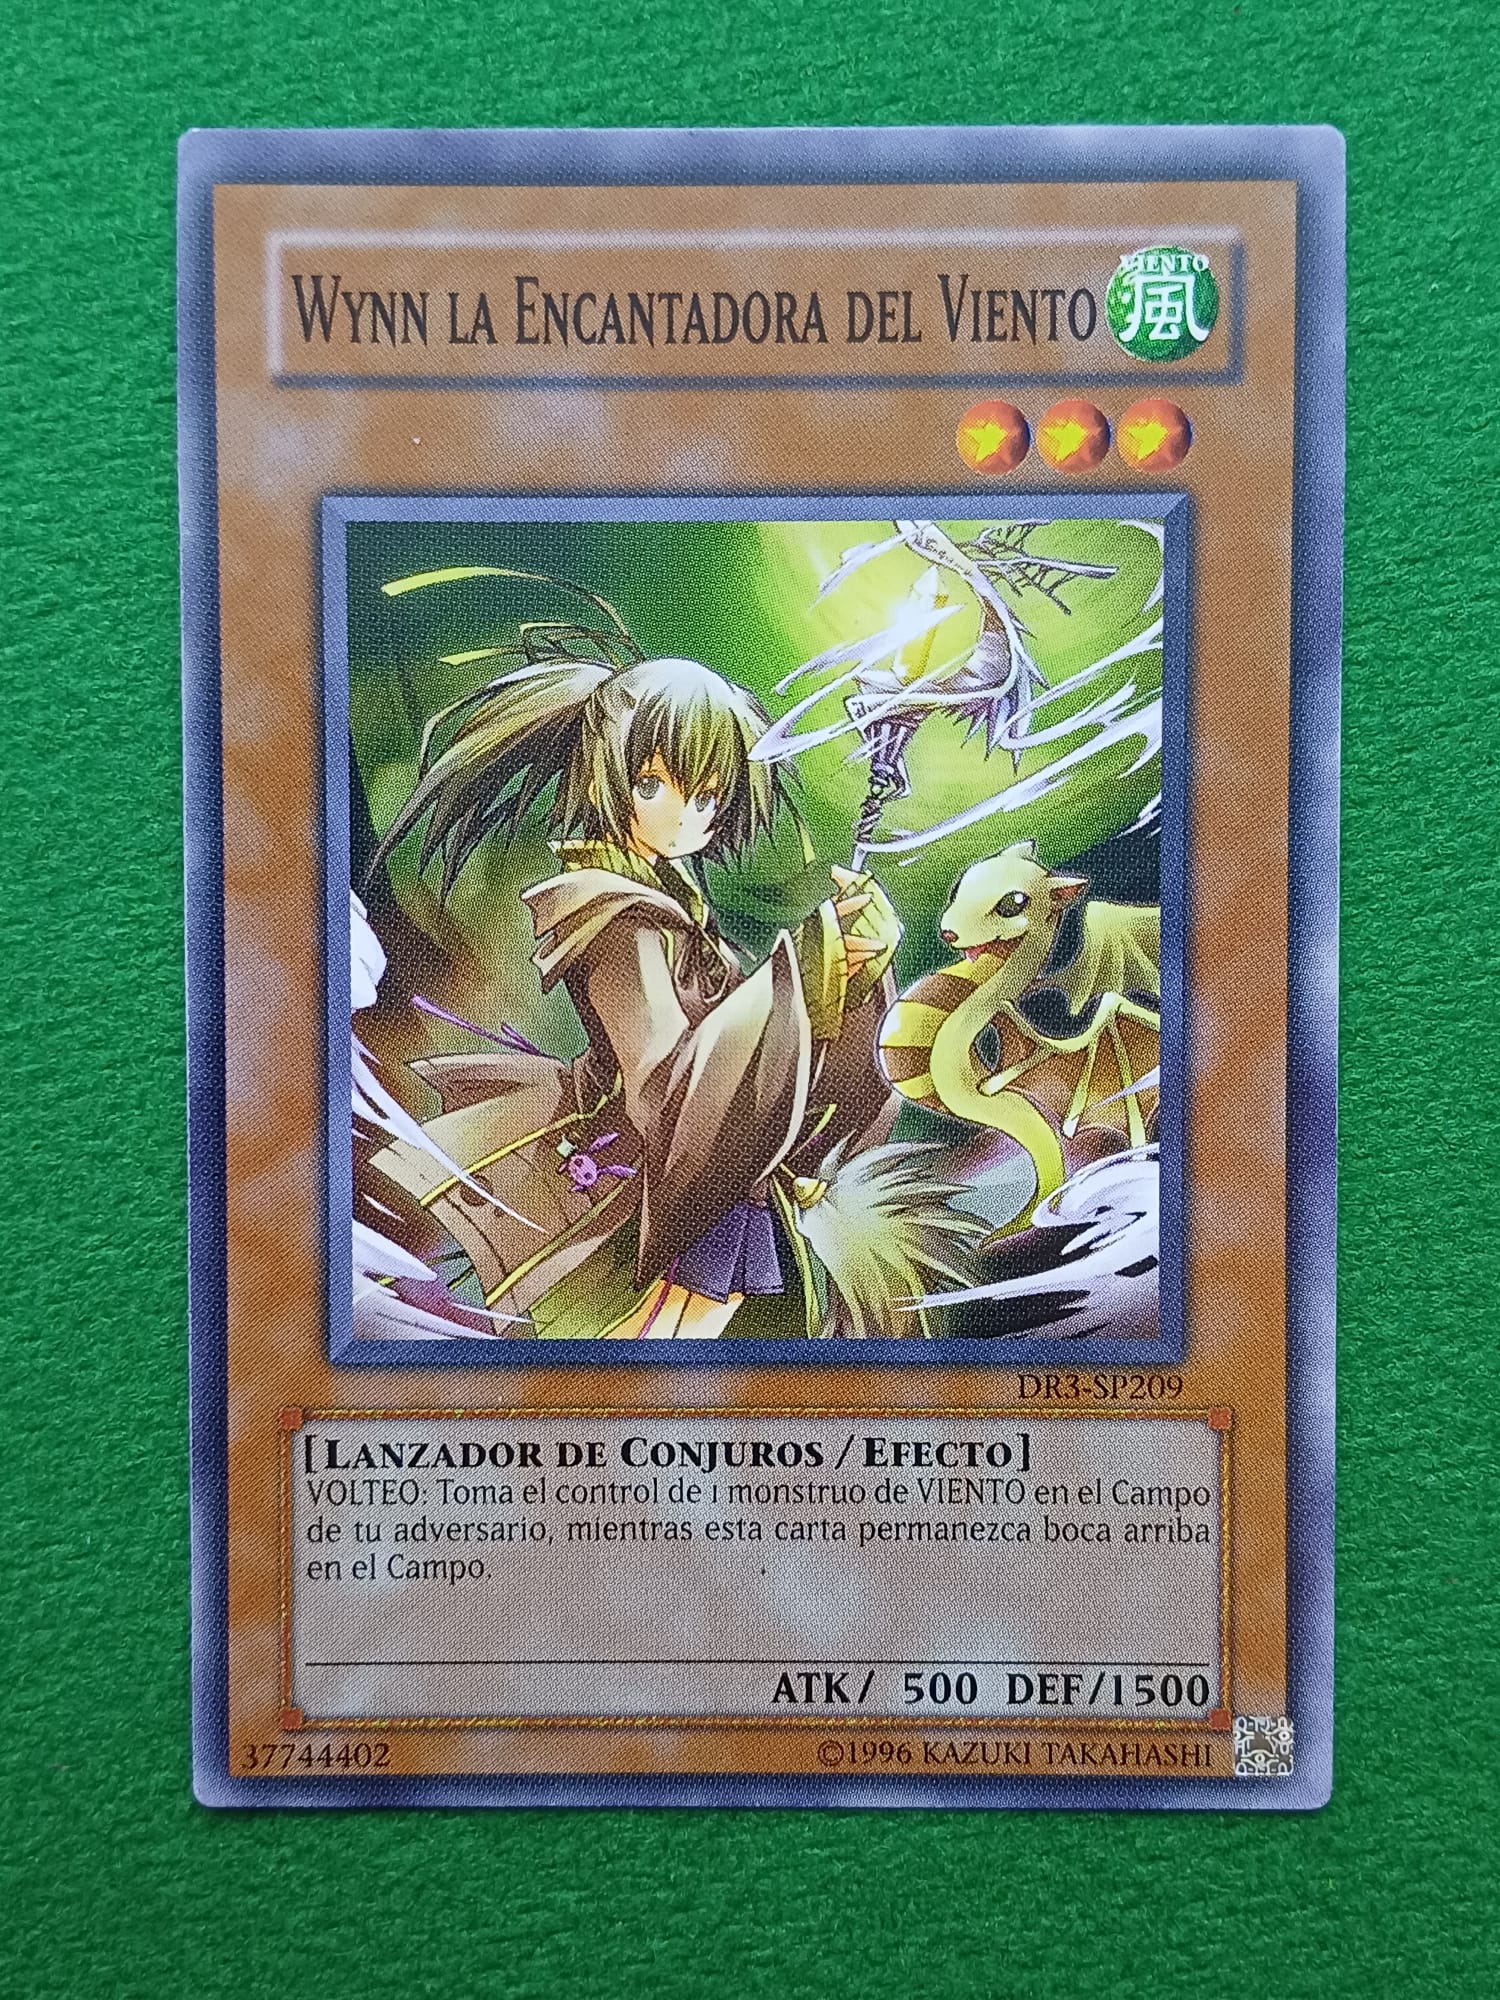 Wynn la Encantadora del Viento
VIENTO
風
DR3-SP209
[Lanzador de Conjuros / Efecto]
VOLTEO: Toma el control de 1 monstruo de VIENTO en el Campo
de tu adversario, mientras esta carta permanezca boca arriba
en el Campo.
ATK/ 500 DEF/1500
37744402
©1996 KAZUKI TAKAHASHI